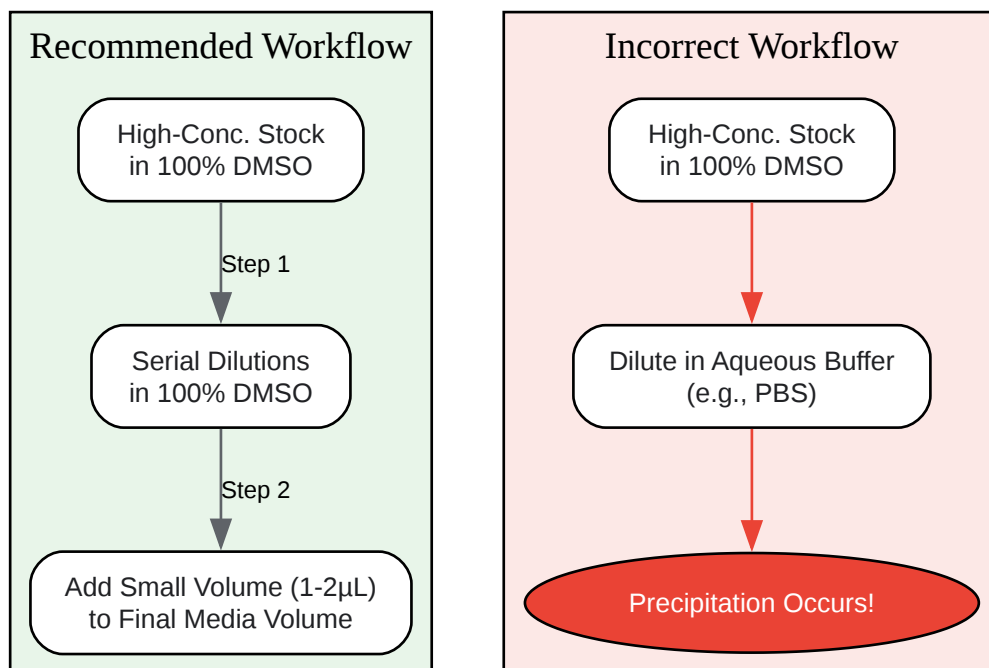 Recommended Workflow
High-Conc. Stock
in 100% DMSO
Step 1
Serial Dilutions
in 100% DMSO
Step 2
Add Small Volume (1-2µL)
to Final Media Volume
Incorrect Workflow
High-Conc. Stock
in 100% DMSO
Dilute in Aqueous Buffer
(e.g., PBS)
Precipitation Occurs!